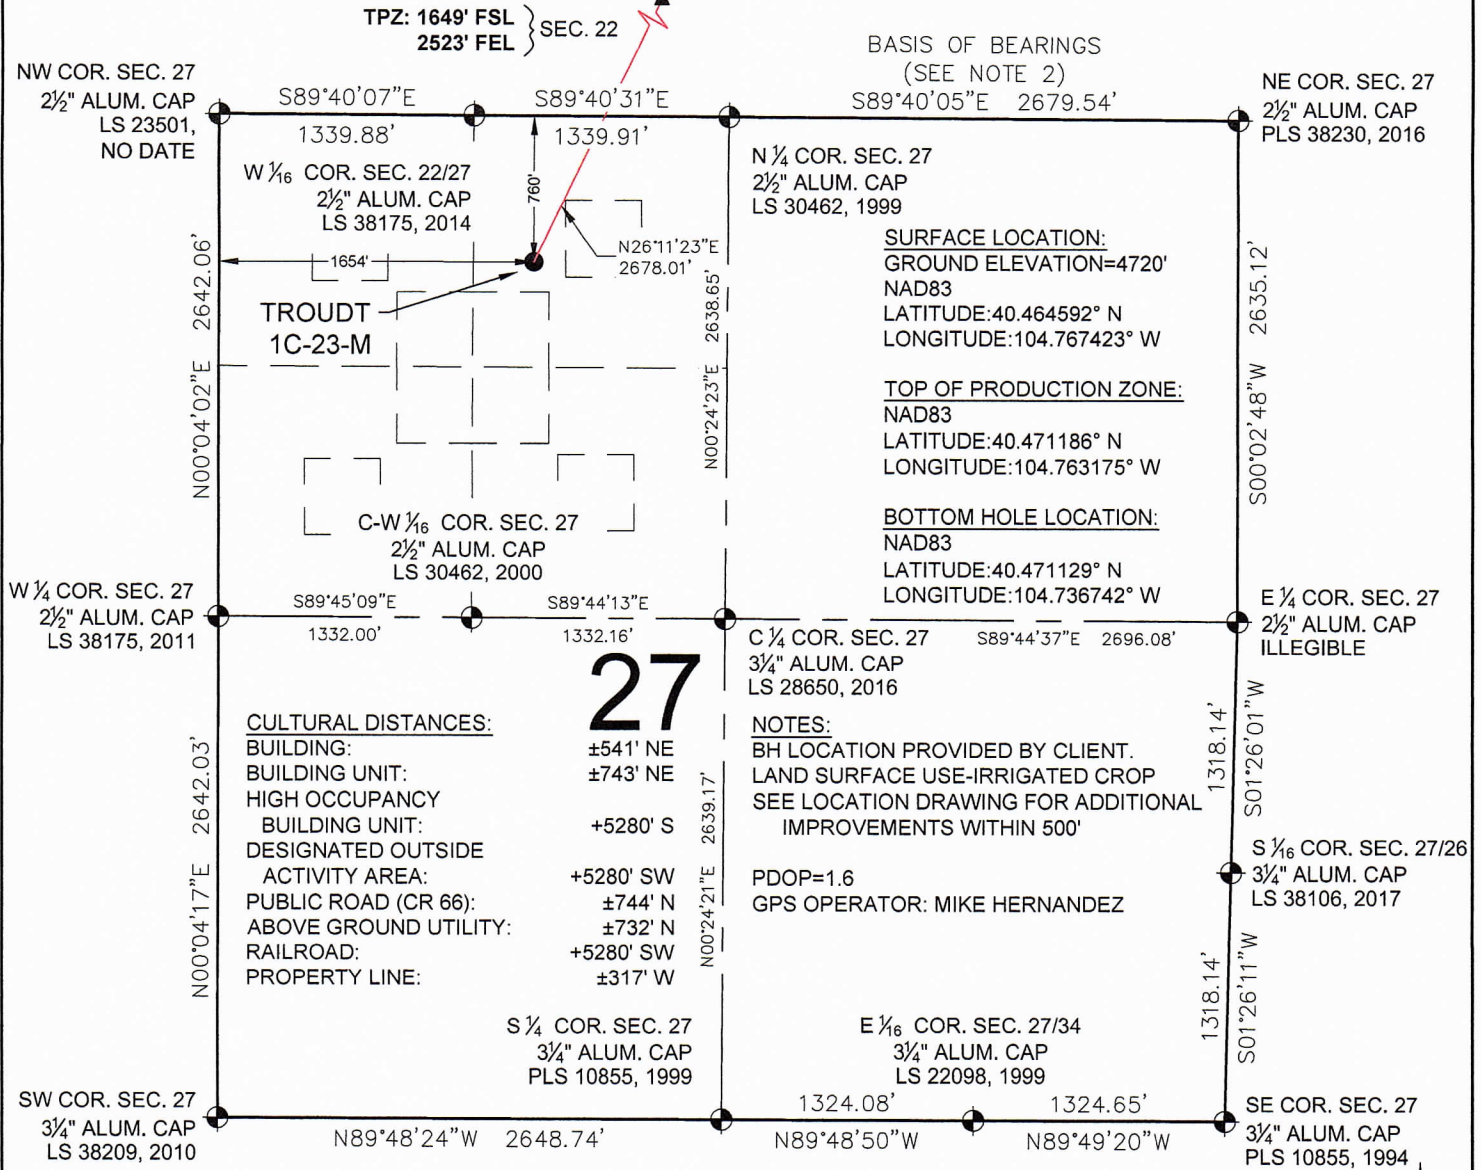 TPZ: 1649' FSL
2523' FEL
SEC. 22
BASIS OF BEARINGS
(SEE NOTE 2)
NW COR. SEC. 27
2½" ALUM. CAP
LS 23501,
NO DATE
S89°40'07"E
1339.88'
S89°40'31"E
1339.91'
S89°40'05"E 2679.54'
NE COR. SEC. 27
2½" ALUM. CAP
PLS 38230, 2016
W 1⁄16 COR. SEC. 22/27
2½" ALUM. CAP
LS 38175, 2014
760'
N ¼ COR. SEC. 27
2½" ALUM. CAP
LS 30462, 1999
1654'
N26°11'23"E
2678.01'
TROUDT
1C-23-M
N00°04'02"E 2642.06'
N00°24'23"E 2638.65'
SURFACE LOCATION:
GROUND ELEVATION=4720'
NAD83
LATITUDE:40.464592° N
LONGITUDE:104.767423° W
TOP OF PRODUCTION ZONE:
NAD83
LATITUDE:40.471186° N
LONGITUDE:104.763175° W
BOTTOM HOLE LOCATION:
NAD83
LATITUDE:40.471129° N
LONGITUDE:104.736742° W
S00°02'48"W 2635.12'
C-W 1⁄16 COR. SEC. 27
2½" ALUM. CAP
LS 30462, 2000
W ¼ COR. SEC. 27
2½" ALUM. CAP
LS 38175, 2011
S89°45'09"E
1332.00'
S89°44'13"E
1332.16'
C ¼ COR. SEC. 27
3¼" ALUM. CAP
LS 28650, 2016
S89°44'37"E 2696.08'
E ¼ COR. SEC. 27
2½" ALUM. CAP
ILLEGIBLE
27
CULTURAL DISTANCES:
BUILDING: ±541' NE
BUILDING UNIT: ±743' NE
HIGH OCCUPANCY
BUILDING UNIT: +5280' S
DESIGNATED OUTSIDE
ACTIVITY AREA: +5280' SW
PUBLIC ROAD (CR 66): ±744' N
ABOVE GROUND UTILITY: ±732' N
RAILROAD: +5280' SW
PROPERTY LINE: ±317' W
N00°04'17"E 2642.03'
N00°24'21"E 2639.17'
NOTES:
BH LOCATION PROVIDED BY CLIENT.
LAND SURFACE USE-IRRIGATED CROP
SEE LOCATION DRAWING FOR ADDITIONAL
IMPROVEMENTS WITHIN 500'
PDOP=1.6
GPS OPERATOR: MIKE HERNANDEZ
1318.14'
S01°26'01"W
S 1⁄16 COR. SEC. 27/26
3¼" ALUM. CAP
LS 38106, 2017
1318.14'
S01°26'11"W
S ¼ COR. SEC. 27
3¼" ALUM. CAP
PLS 10855, 1999
E 1⁄16 COR. SEC. 27/34
3¼" ALUM. CAP
LS 22098, 1999
SW COR. SEC. 27
3¼" ALUM. CAP
LS 38209, 2010
N89°48'24"W 2648.74'
1324.08'
N89°48'50"W
1324.65'
N89°49'20"W
SE COR. SEC. 27
3¼" ALUM. CAP
PLS 10855, 1994